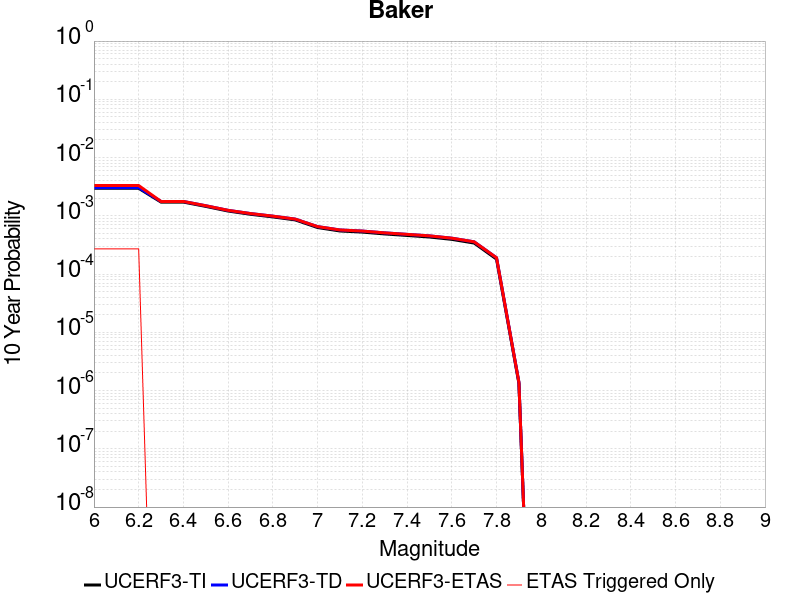 Baker
10 Year Probability
10^0
10^-1
10^-2
10^-3
10^-4
10^-5
10^-6
10^-7
10^-8
6 6.2 6.4 6.6 6.8 7 7.2 7.4 7.6 7.8 8 8.2 8.4 8.6 8.8 9
Magnitude
UCERF3-TI UCERF3-TD UCERF3-ETAS ETAS Triggered Only